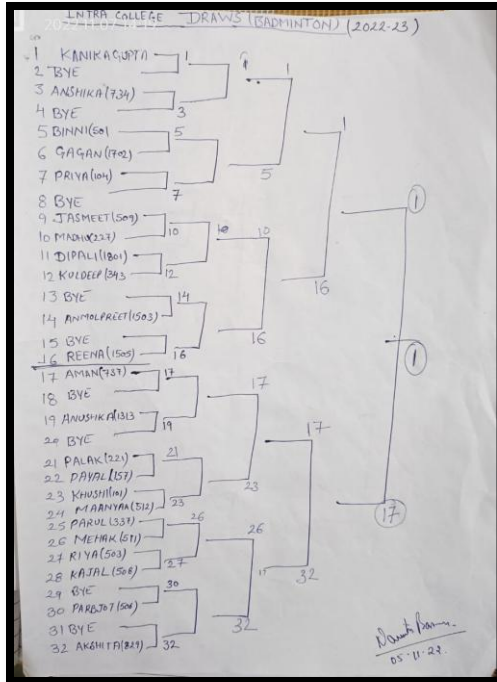 INTRA COLLEGE DRAWS (BADMINTON) (2022-23)
1 KANIKA GUPTA 1
2 BYE 1 1
3 ANSHIKA (734)
4 BYE 3 1
5 BINNI (501 5
6 GAGAN (1702) 5
7 PRIYA (104)
8 BYE 7
9 JASMEET (509) 1
10 MADHU (227) 10 10 10
11 DIPALI (1801)
12 KULDEEP (343 12
13 BYE 14 16
14 ANMOLPREET (1503)
15 BYE 16
16 REENA (1505) 16 1
17 AMAN (737) 17
18 BYE 17
19 ANUSHKA (1313 19
20 BYE 17
21 PALAK (221) 21
22 PAYAL (157)
23 KHUSHI (101) 23 23
24 MAANYAA (512) 17
25 PARUL (337) 26
26 MEHAK (511) 26
27 RIYA (503) 27
28 KAJAL (508)
29 BYE 30 32
30 PARBJOT (506)
31 BYE 32
32 AKSHITA (829) 32
05-11-22